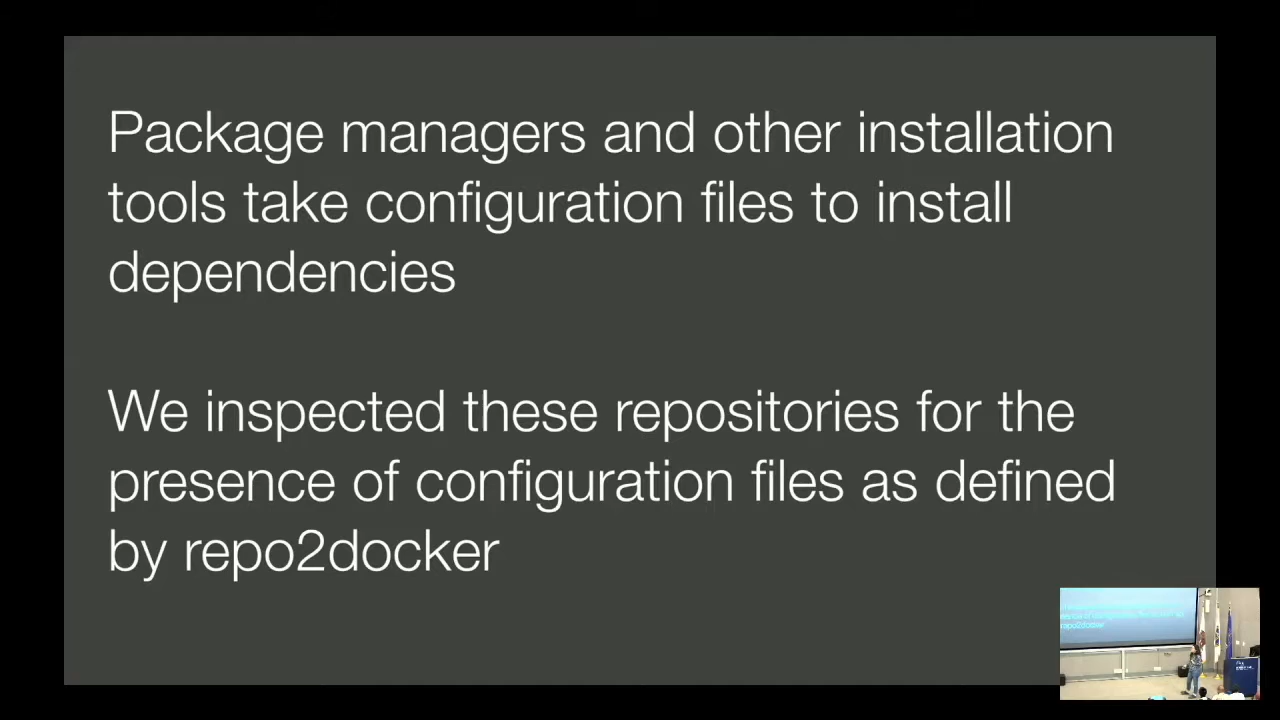 Package managers and other installation
tools take configuration files to install
dependencies
We inspected these repositories for the
presence of configuration files as defined
by repo2docker
repo2docker